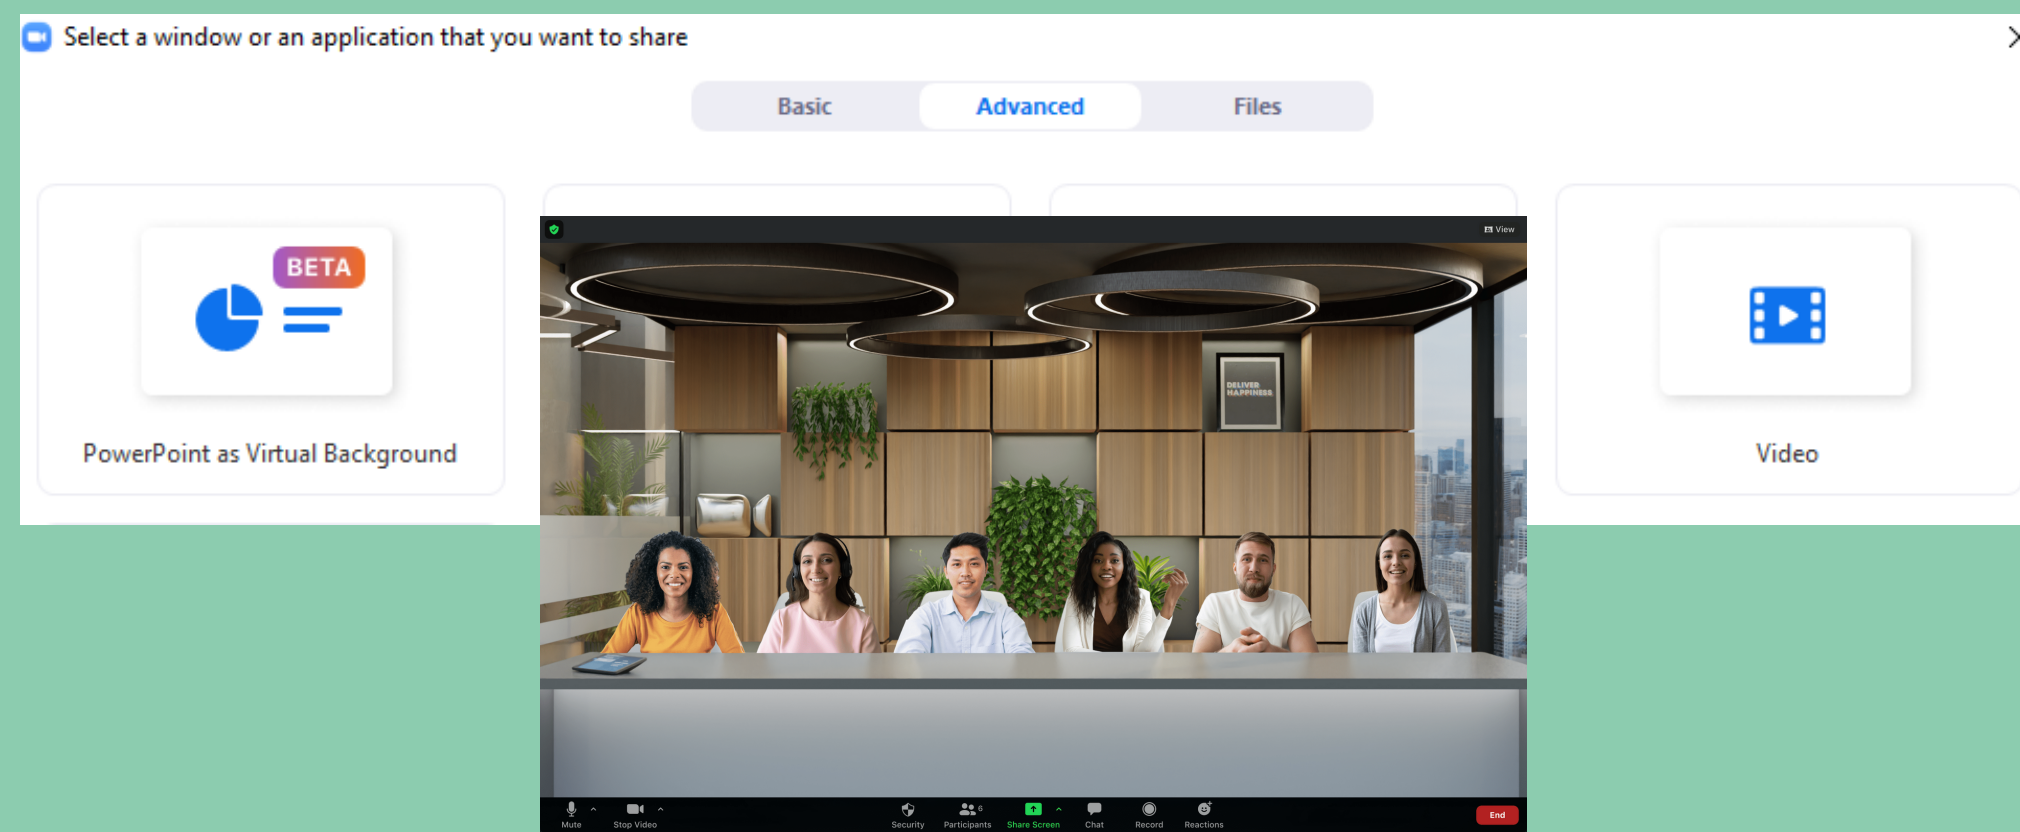 Select a window or an application that you want to share
Basic Advanced Files
BETA
PowerPoint as Virtual Background
Video
View
DELIVER
HAPPINESS
6
Mute Stop Video Security Participants Share Screen Chat Record Reactions End